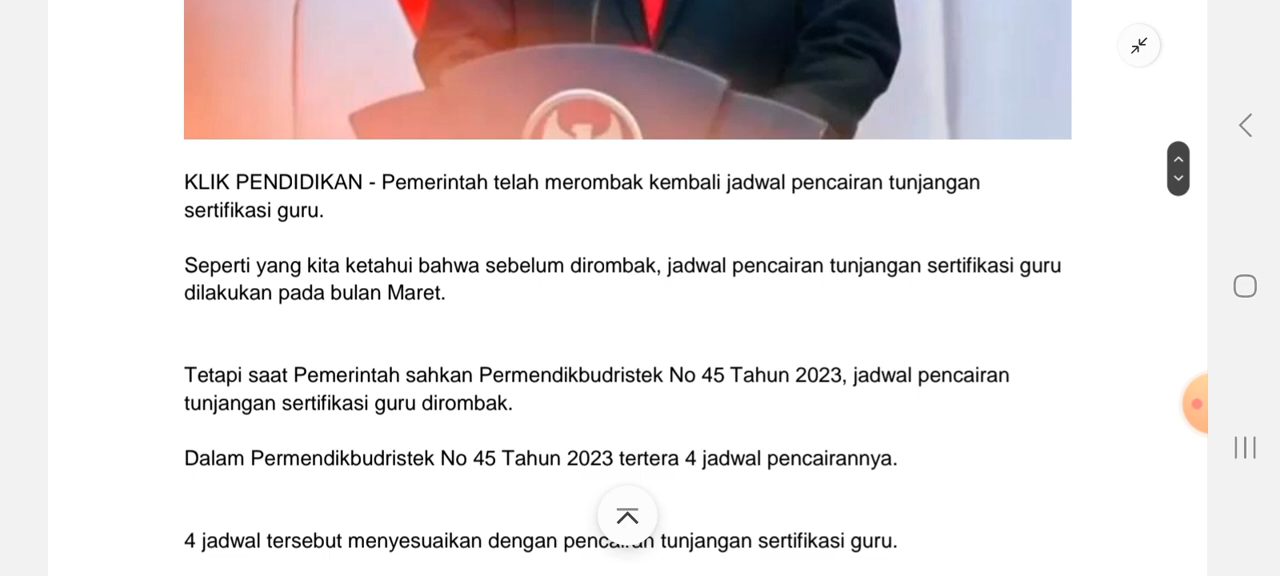 KLIK PENDIDIKAN - Pemerintah telah merombak kembali jadwal pencairan tunjangan
sertifikasi guru.
Seperti yang kita ketahui bahwa sebelum dirombak, jadwal pencairan tunjangan sertifikasi guru
dilakukan pada bulan Maret.
Tetapi saat Pemerintah sahkan Permendikbudristek No 45 Tahun 2023, jadwal pencairan
tunjangan sertifikasi guru dirombak.
Dalam Permendikbudristek No 45 Tahun 2023 tertera 4 jadwal pencairannya.
4 jadwal tersebut menyesuaikan dengan tunjangan sertifikasi guru.